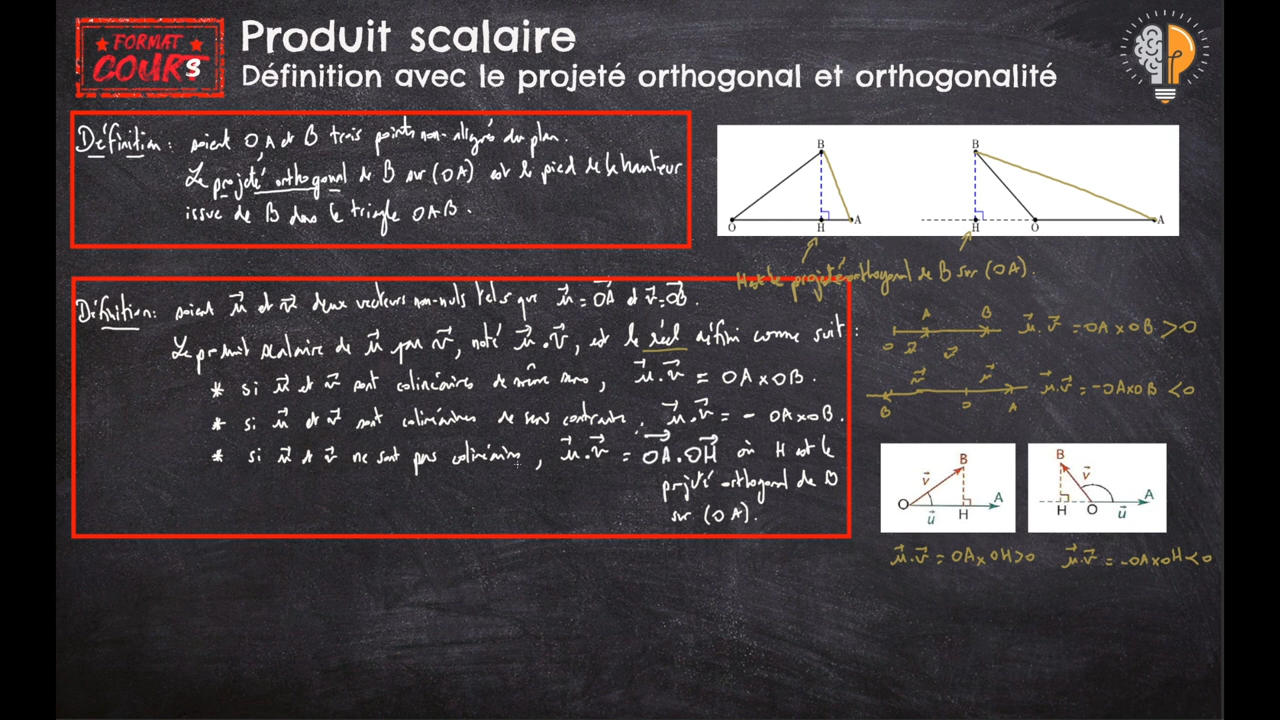 FORMAT
COURS
Produit scalaire
Définition avec le projeté orthogonal et orthogonalité
Définition : soient O, A et B trois points non-alignés du plan.
Le projeté orthogonal de B sur (OA) est le pied de la hauteur
issue de B dans le triangle OAB.
B
O
H
A
B
H
O
A
H est le projeté orthogonal de B sur (OA).
Définition : soient u⃗ et v⃗ deux vecteurs non-nuls tels que u⃗ = OA⃗ et v⃗ = OB⃗.
Le produit scalaire de u⃗ par v⃗, noté u⃗.v⃗, est le réel défini comme suit :
* si u⃗ et v⃗ sont colinéaires de même sens, u⃗.v⃗ = OA×OB.
* si u⃗ et v⃗ sont colinéaires de sens contraire, u⃗.v⃗ = - OA×OB.
* si u⃗ et v⃗ ne sont pas colinéaires, u⃗.v⃗ = OA⃗.OH⃗ où H est le
projeté orthogonal de B
sur (OA).
A B
O u⃗ v⃗
u⃗.v⃗ = OA×OB > 0
v⃗ u⃗
B O A
u⃗.v⃗ = -OA×OB < 0
B
v⃗
O
u⃗
H
A
B
v⃗
H
O
u⃗
A
u⃗.v⃗ = OA×OH > 0
u⃗.v⃗ = -OA×OH < 0